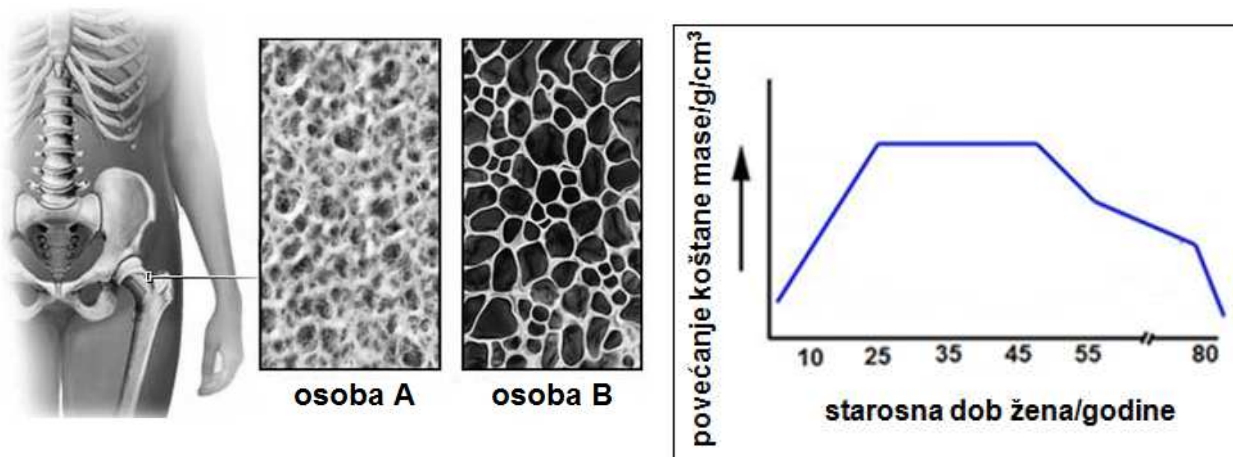 osoba A
osoba B
povećanje koštane mase/g/cm³
10 25 35 45 55 80
starosna dob žena/godine